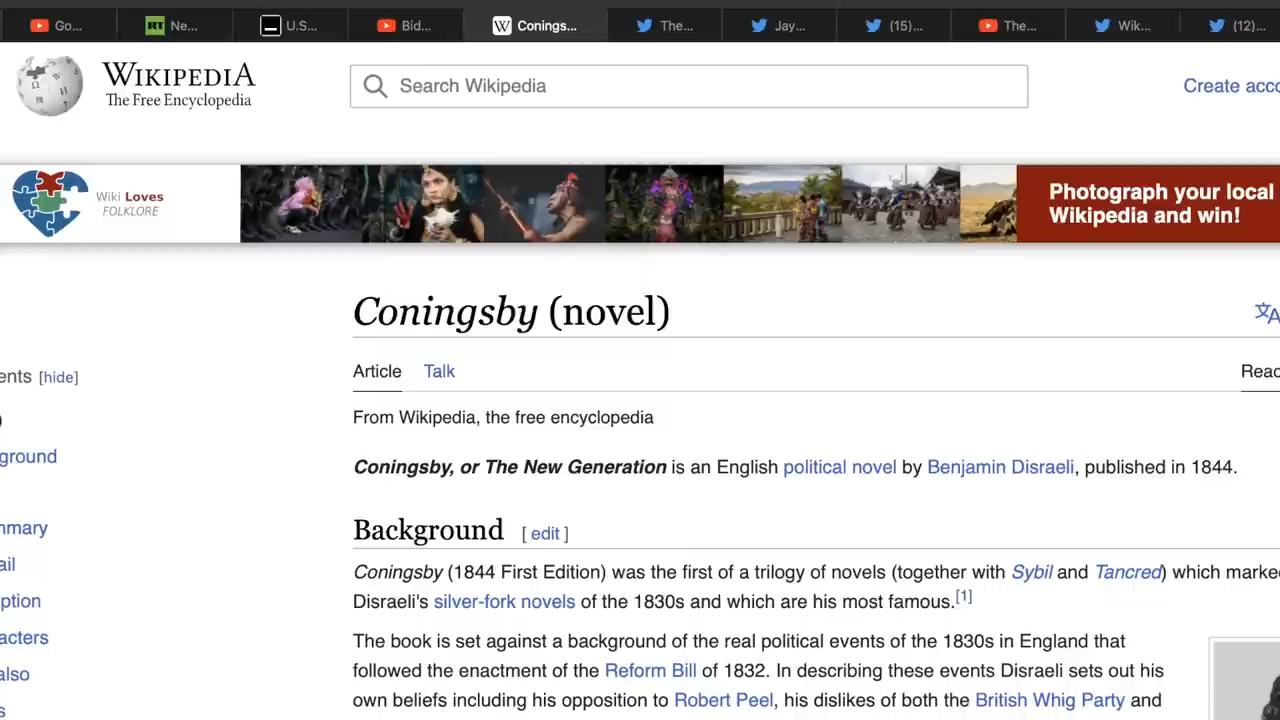 Go... RT Ne... U.S... Bid... W Conings... The... Jay... (15)... The... Wik... (12)...
WIKIPEDIA
The Free Encyclopedia
Search Wikipedia
Create acco
Wiki Loves
FOLKLORE
Photograph your local
Wikipedia and win!
Coningsby (novel)
ents [hide]
Article Talk Read
)
From Wikipedia, the free encyclopedia
ground
Coningsby, or The New Generation is an English political novel by Benjamin Disraeli, published in 1844.
Background [ edit ]
mmary
ail
Coningsby (1844 First Edition) was the first of a trilogy of novels (together with Sybil and Tancred) which marked
ption
Disraeli's silver-fork novels of the 1830s and which are his most famous.[1]
acters
The book is set against a background of the real political events of the 1830s in England that
also
followed the enactment of the Reform Bill of 1832. In describing these events Disraeli sets out his
s
own beliefs including his opposition to Robert Peel, his dislikes of both the British Whig Party and